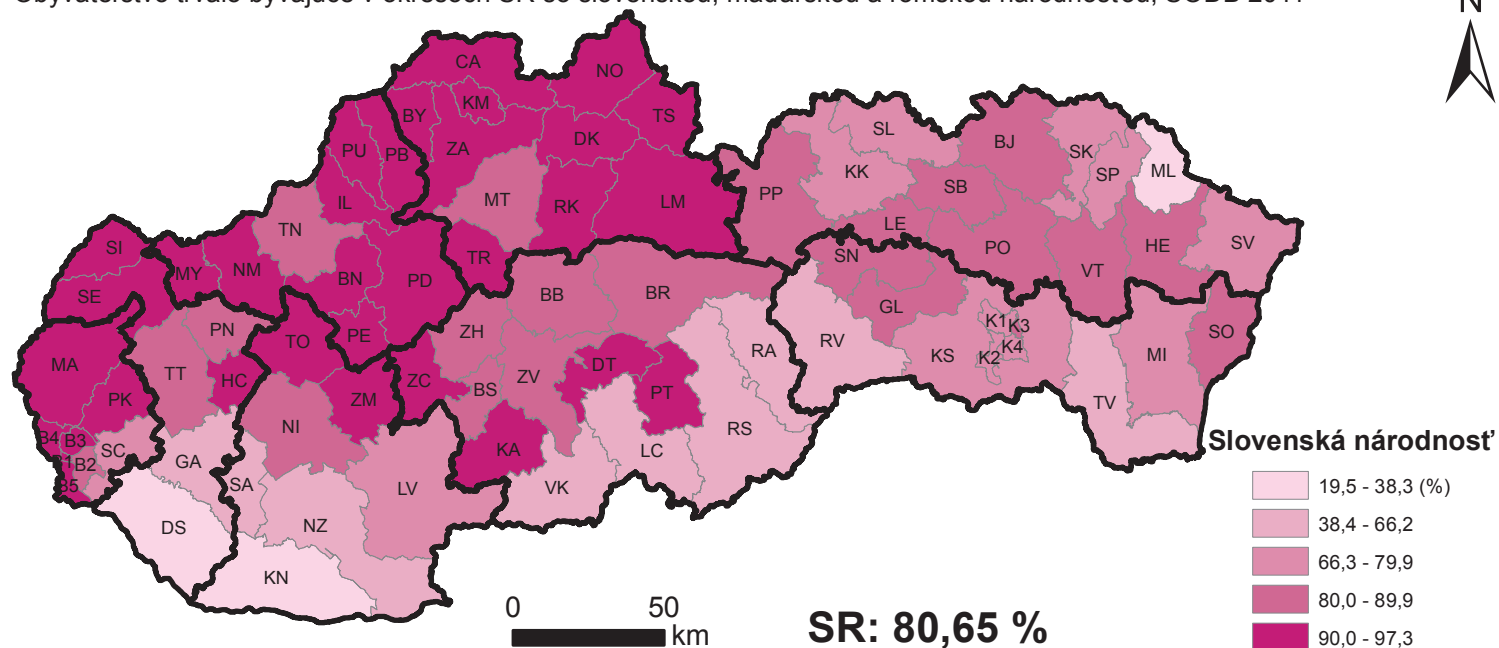 N
CA
NO
KM
BY
TS
PU
PB
ZA
DK
SL
BJ
SK
SP
ML
KK
MT
RK
LM
PP
SB
IL
TN
LE
PO
HE
SV
SI
MY
NM
TR
SN
VT
SE
BN
PD
BB
BR
GL
PN
ZH
K1
K3
SO
TO
PE
RV
RA
KS
K2
K4
MI
MA
TT
HC
ZC
DT
ZV
BS
PT
PK
ZM
TV
NI
RS
B4
B3
SC
GA
KA
LC
B2
SA
LV
VK
DS
NZ
KN
Slovenská národnosť
19,5 - 38,3 (%)
38,4 - 66,2
66,3 - 79,9
80,0 - 89,9
90,0 - 97,3
0 50
km
SR: 80,65 %